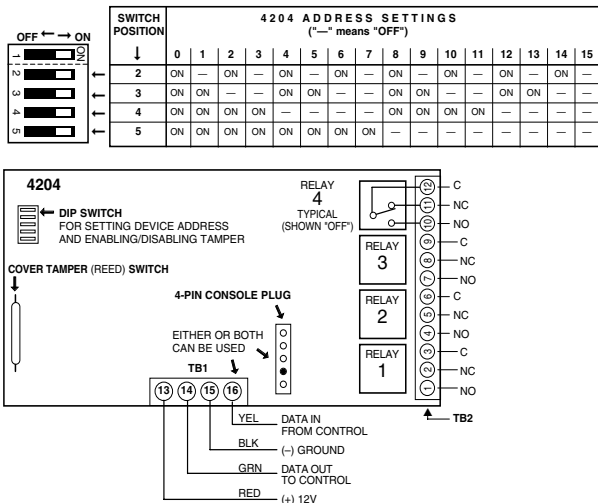 OFF ← → ON
ON
1
2
3
4
5
SWITCH POSITION ↓ 4204 ADDRESS SETTINGS
("—" means "OFF")
0 1 2 3 4 5 6 7 8 9 10 11 12 13 14 15
2 ON — ON — ON — ON — ON — ON — ON — ON —
3 ON ON — — ON ON — — ON ON — — ON ON — —
4 ON ON ON ON — — — — ON ON ON ON — — — —
5 ON ON ON ON ON ON ON ON — — — — — — — —
4204
DIP SWITCH
FOR SETTING DEVICE ADDRESS
AND ENABLING/DISABLING TAMPER
COVER TAMPER (REED) SWITCH
4-PIN CONSOLE PLUG
EITHER OR BOTH
CAN BE USED
TB1
13 14 15 16
RELAY
4
TYPICAL
(SHOWN "OFF")
RELAY
3
RELAY
2
RELAY
1
12 C
11 NC
10 NO
9 C
8 NC
7 NO
6 C
5 NC
4 NO
3 C
2 NC
1 NO
TB2
YEL DATA IN
FROM CONTROL
BLK (–) GROUND
GRN DATA OUT
TO CONTROL
RED (+) 12V